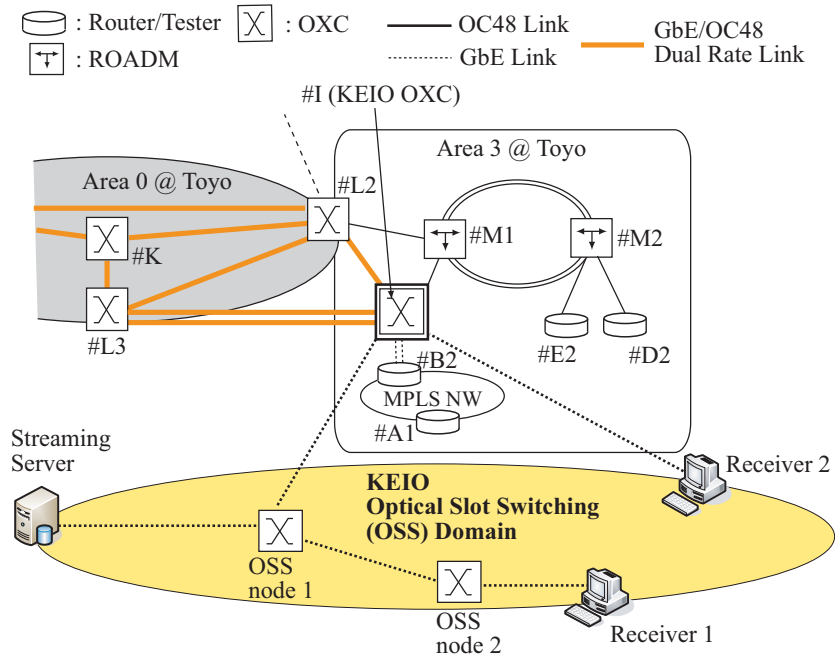 : Router/Tester
: OXC
OC48 Link
GbE/OC48
Dual Rate Link
: ROADM
GbE Link
#I (KEIO OXC)
Area 3 @ Toyo
Area 0 @ Toyo
#L2
#M1
#M2
#K
#L3
#B2
#E2
#D2
MPLS NW
#A1
Streaming
Server
Receiver 2
KEIO
Optical Slot Switching
(OSS) Domain
OSS
node 1
OSS
node 2
Receiver 1